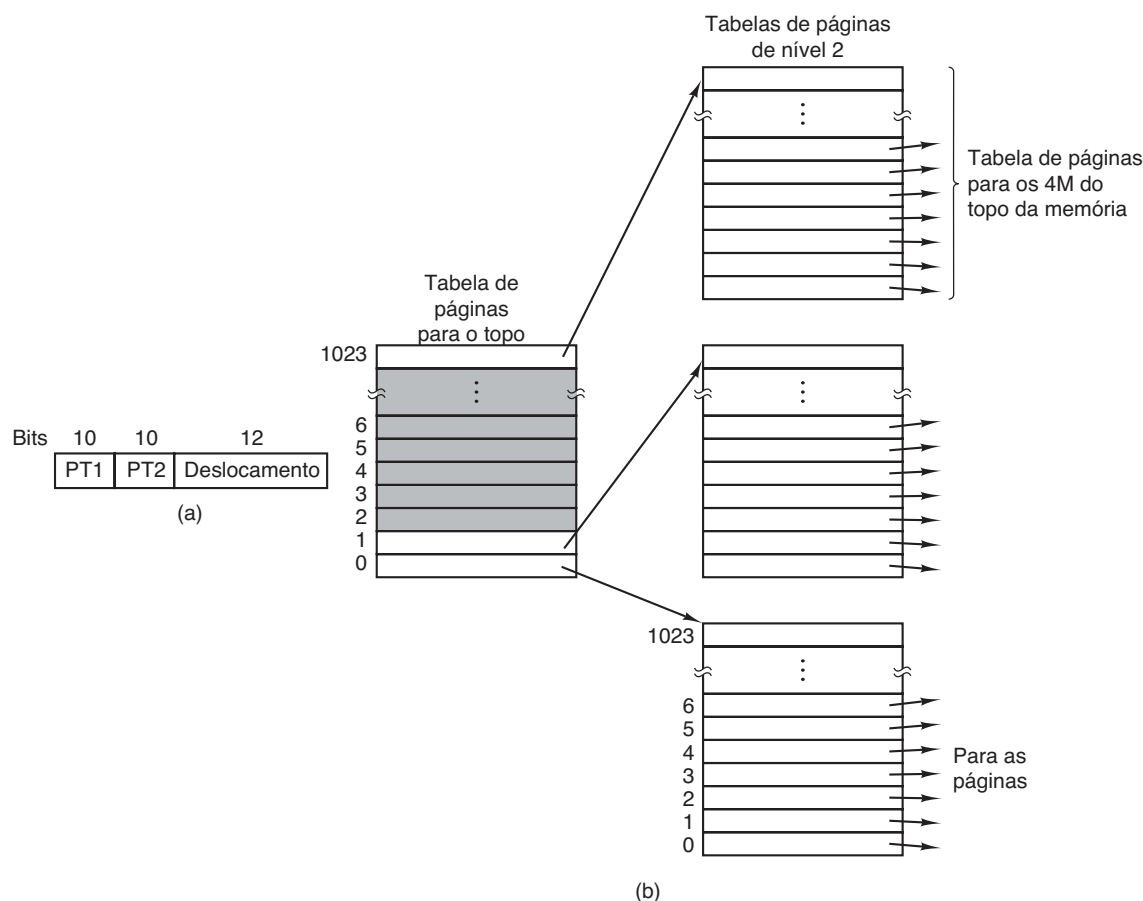 Tabelas de páginas
de nível 2
Tabela de páginas
para os 4M do
topo da memória
Tabela de
páginas
para o topo
1023
6
5
4
3
2
1
0
Bits 10 10 12
PT1 PT2 Deslocamento
(a)
1023
6
5
4
3
2
1
0
Para as
páginas
(b)